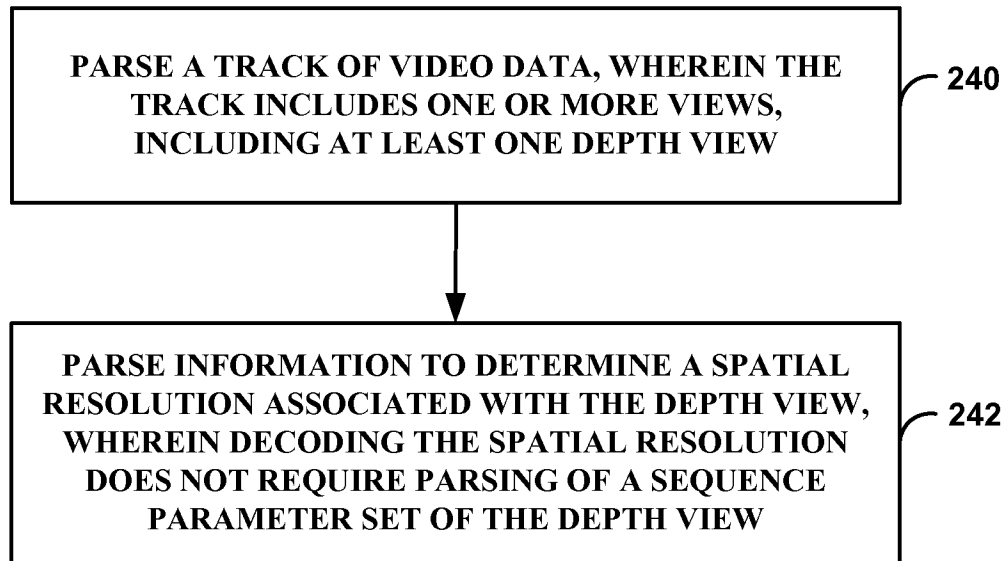 PARSE A TRACK OF VIDEO DATA, WHEREIN THE
TRACK INCLUDES ONE OR MORE VIEWS,
INCLUDING AT LEAST ONE DEPTH VIEW
240
PARSE INFORMATION TO DETERMINE A SPATIAL
RESOLUTION ASSOCIATED WITH THE DEPTH VIEW,
WHEREIN DECODING THE SPATIAL RESOLUTION
DOES NOT REQUIRE PARSING OF A SEQUENCE
PARAMETER SET OF THE DEPTH VIEW
242